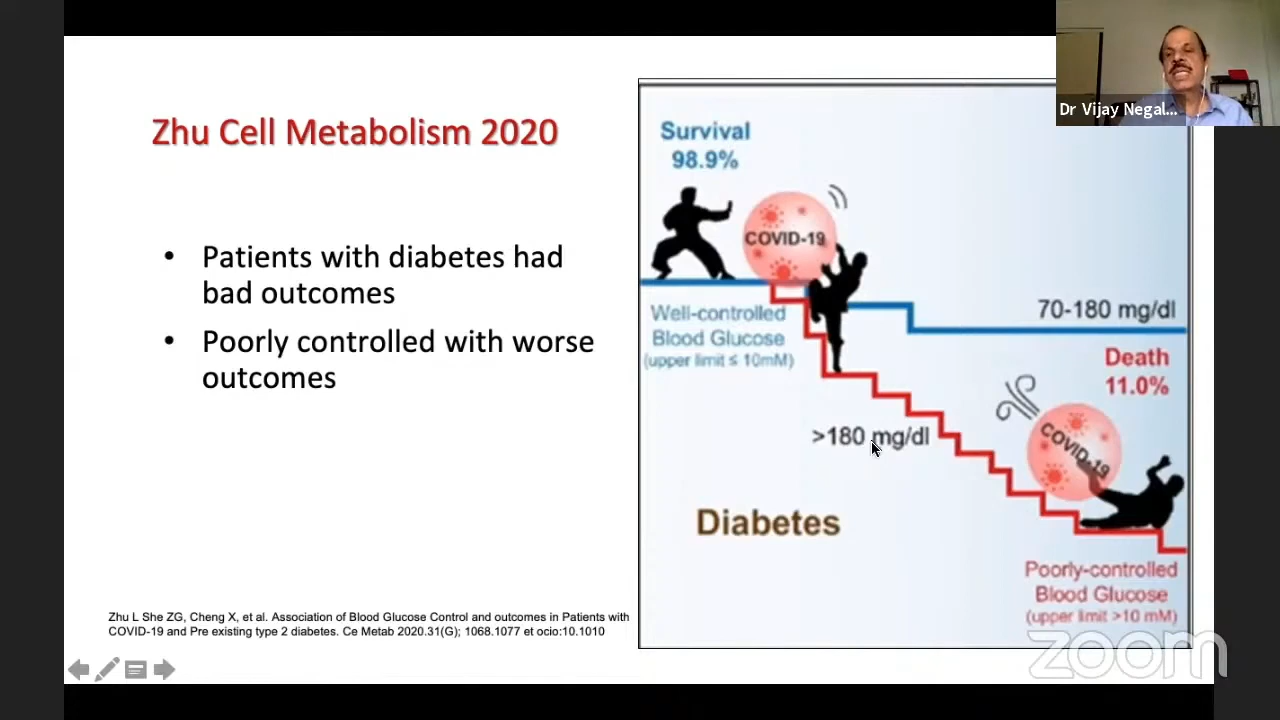 Zhu Cell Metabolism 2020
• Patients with diabetes had
bad outcomes
• Poorly controlled with worse
outcomes
Zhu L She ZG, Cheng X, et al. Association of Blood Glucose Control and outcomes in Patients with
COVID-19 and Pre existing type 2 diabetes. Ce Metab 2020.31(G); 1068.1077 et ocio:10.1010
Survival
98.9%
COVID-19
Well-controlled
Blood Glucose
(upper limit ≤ 10mM)
70-180 mg/dl
Death
11.0%
>180 mg/dl
COVID-19
Diabetes
Poorly-controlled
Blood Glucose
(upper limit >10 mM)
Dr Vijay Negal...
zoom